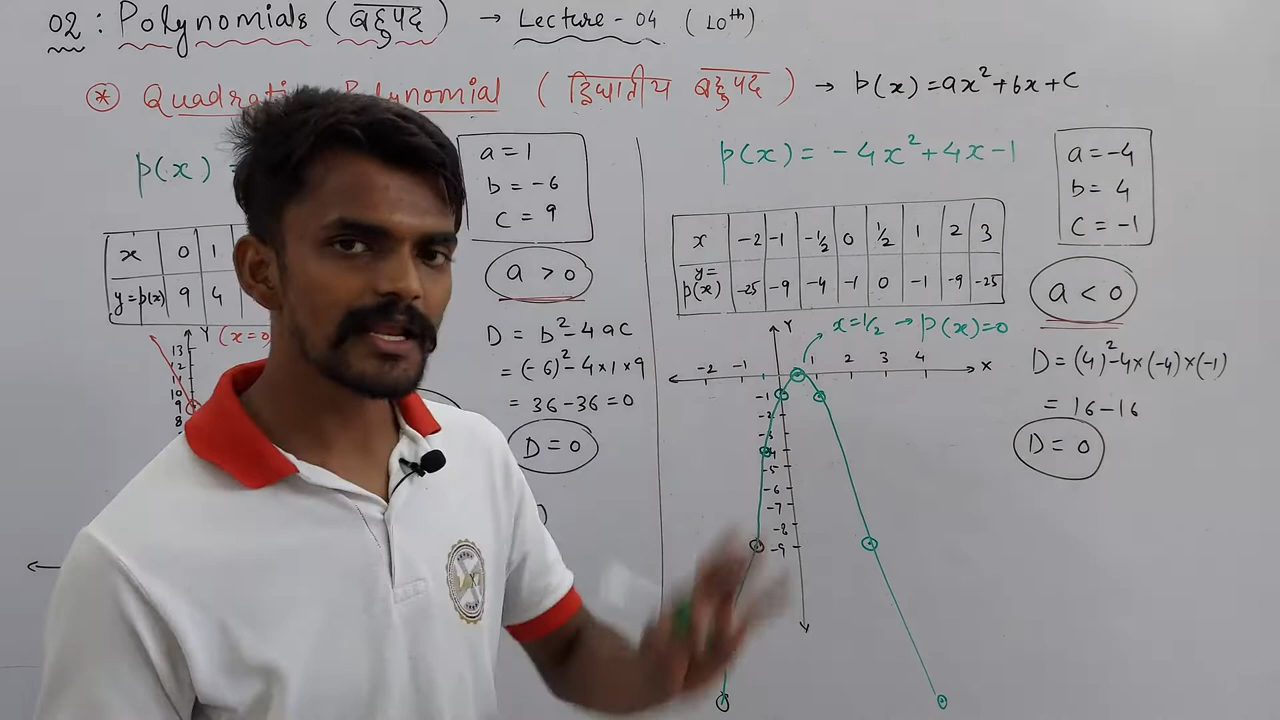 02 : Polynomials (बहुपद) → Lecture - 04 (10th)
* Quadrati Polynomial (द्विघातीय बहुपद) → p(x) = ax²+bx+c
p(x) =
a = 1
b = -6
c = 9
x 0 1
y = p(x) 9 4
a > 0
Y (x=0
13
12
11
10
9
8
D = b² - 4ac
= (-6)² - 4×1×9
= 36-36 = 0
D = 0
p(x) = -4x²+4x-1
a = -4
b = 4
c = -1
x -2 -1 -½ 0 ½ 1 2 3
y = p(x) -25 -9 -4 -1 0 -1 -9 -25
a < 0
Y x=½ → p(x)=0
-2 -1 1 2 3 4 x
-1
-2
-3
-4
-5
-6
-7
-8
-9
D = (4)²-4×(-4)×(-1)
= 16-16
D = 0